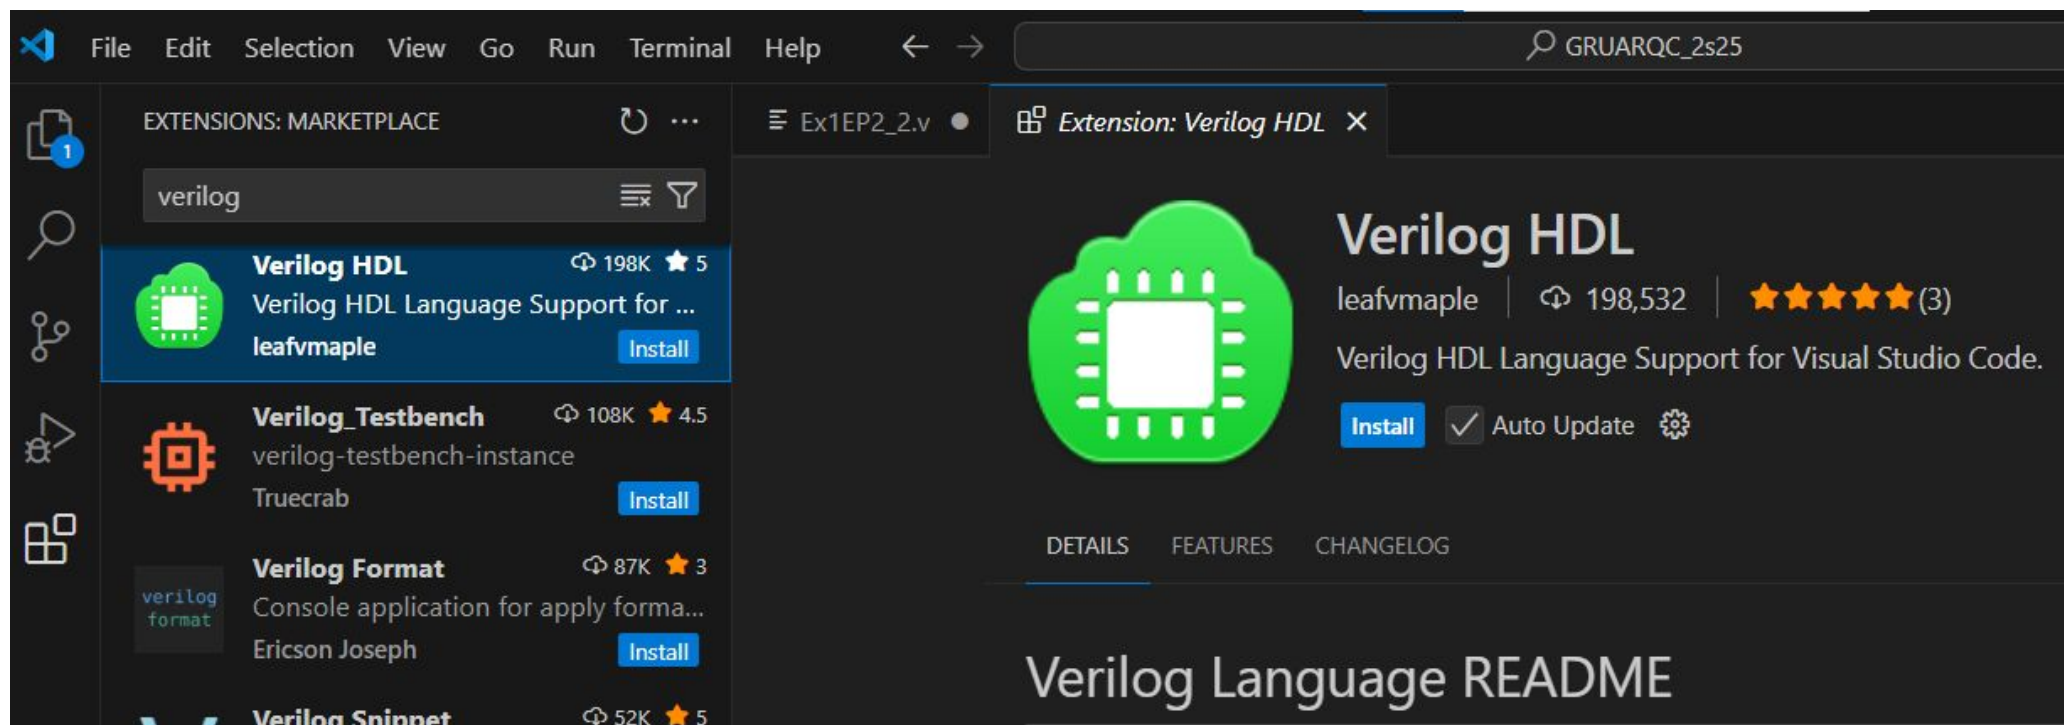 File Edit Selection View Go Run Terminal Help
GRUARQC_2s25
1
EXTENSIONS: MARKETPLACE
verilog
Verilog HDL 198K 5
Verilog HDL Language Support for ...
leafvmaple Install
Verilog_Testbench 108K 4.5
verilog-testbench-instance
Truecrab Install
verilog
format
Verilog Format 87K 3
Console application for apply forma...
Ericson Joseph Install
Verilog Snippet 52K 5
Ex1EP2_2.v
Extension: Verilog HDL
Verilog HDL
leafvmaple 198,532 (3)
Verilog HDL Language Support for Visual Studio Code.
Install Auto Update
DETAILS FEATURES CHANGELOG
Verilog Language README